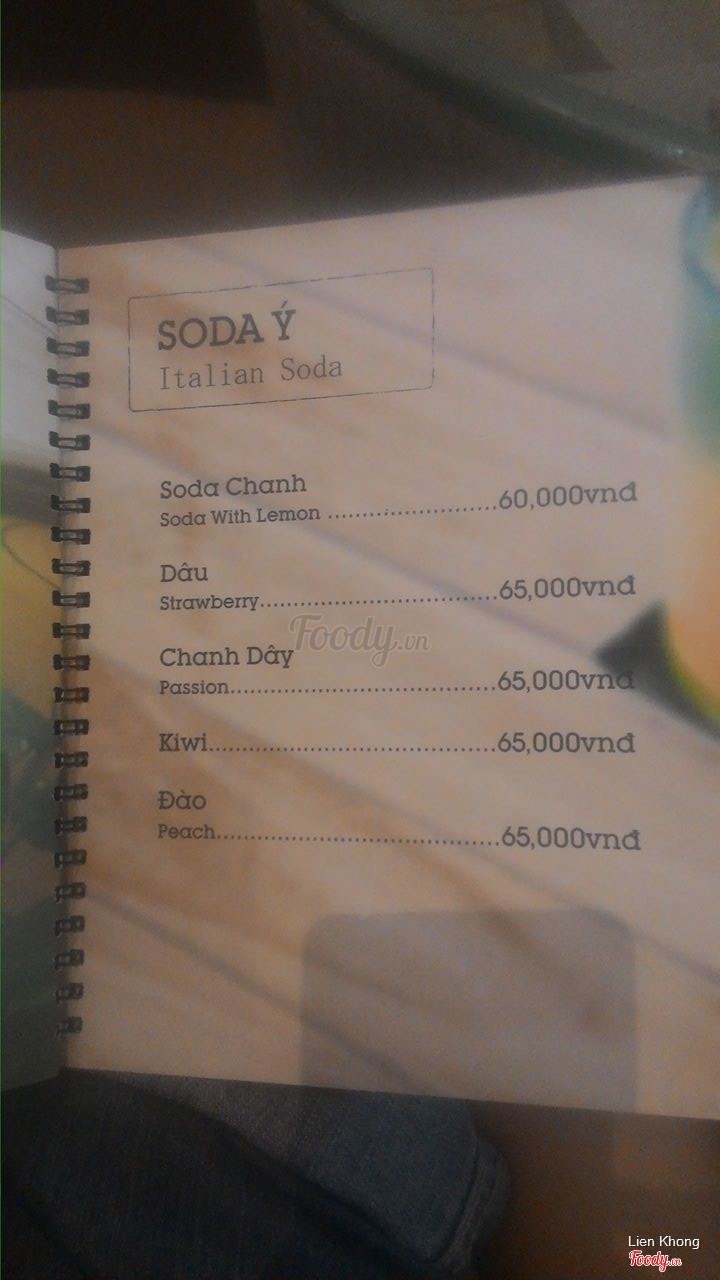 SODA Ý
Italian Soda
Soda Chanh
Soda With Lemon ..........................60,000vnđ
Dâu
Strawberry.....................................65,000vnđ
Foody.vn
Chanh Dây
Passion.........................................65,000vnđ
Kiwi............................................65,000vnđ
Đào
Peach...........................................65,000vnđ
Lien Khong
Foody.vn